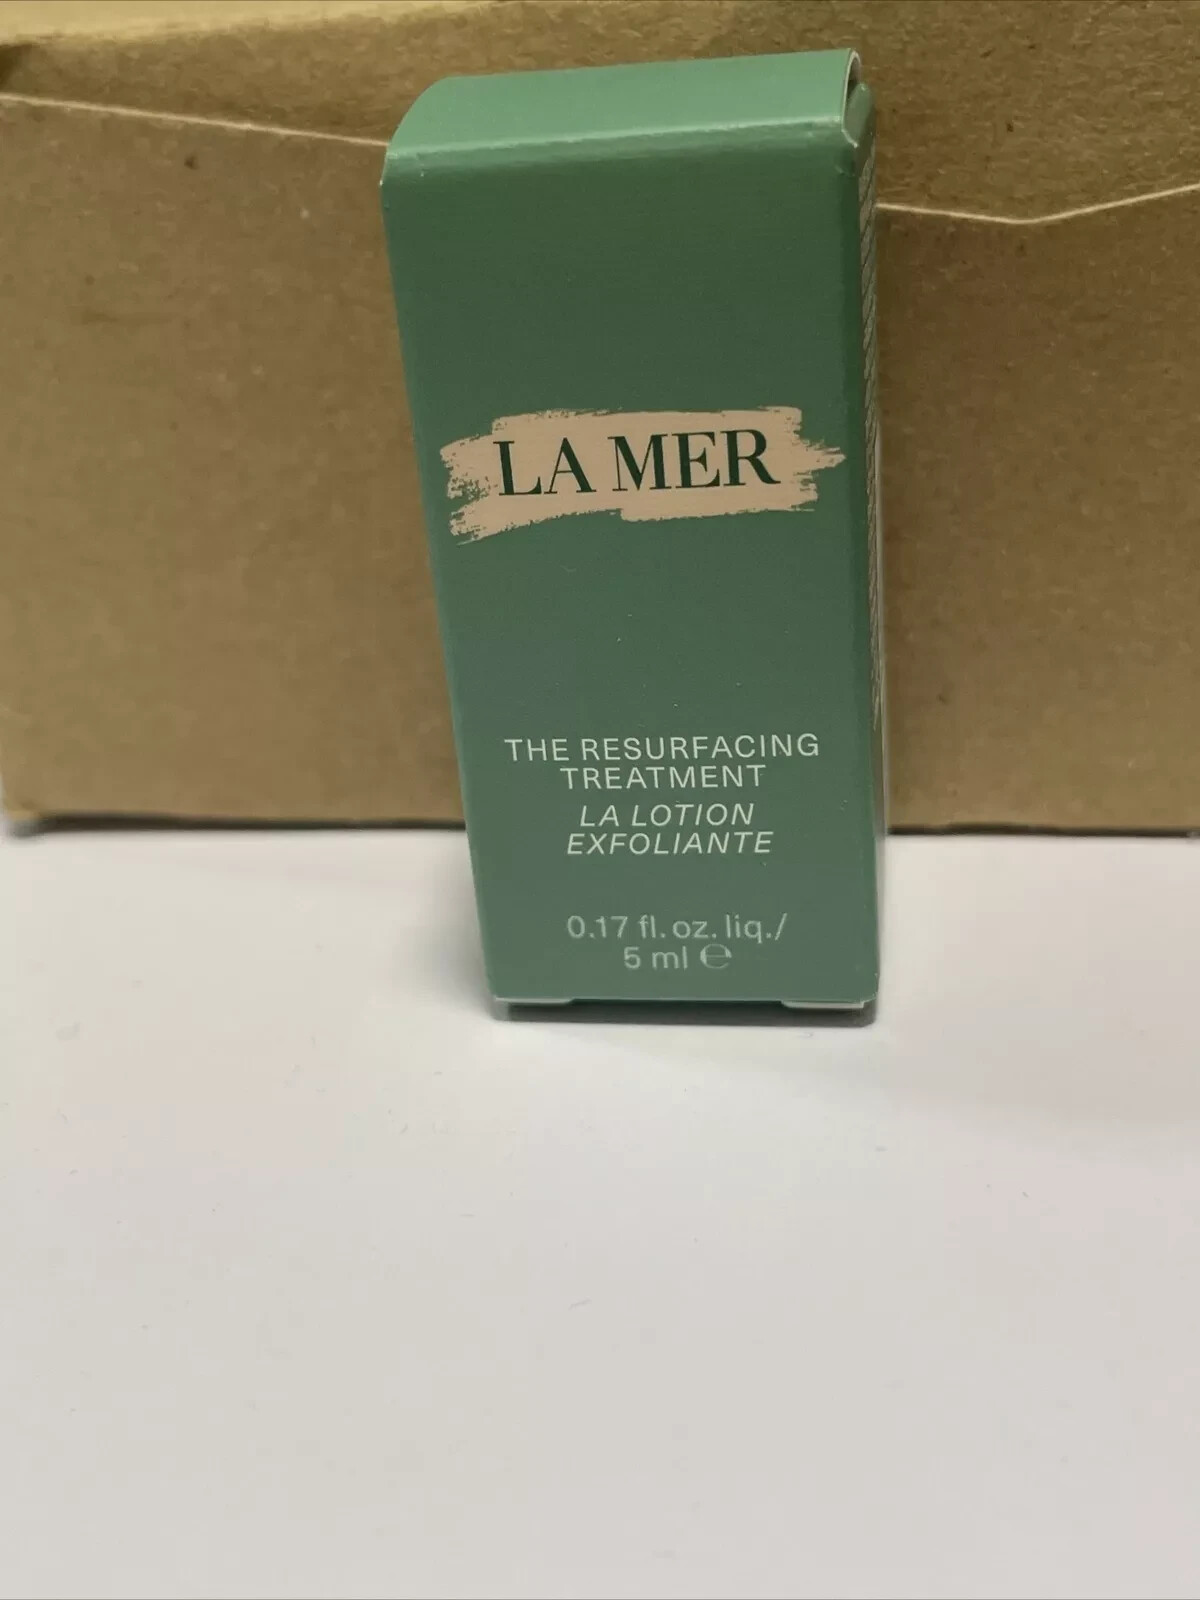 LA MER
THE RESURFACING
TREATMENT
LA LOTION
EXFOLIANTE
0.17 fl. oz. liq./
5 ml ℮